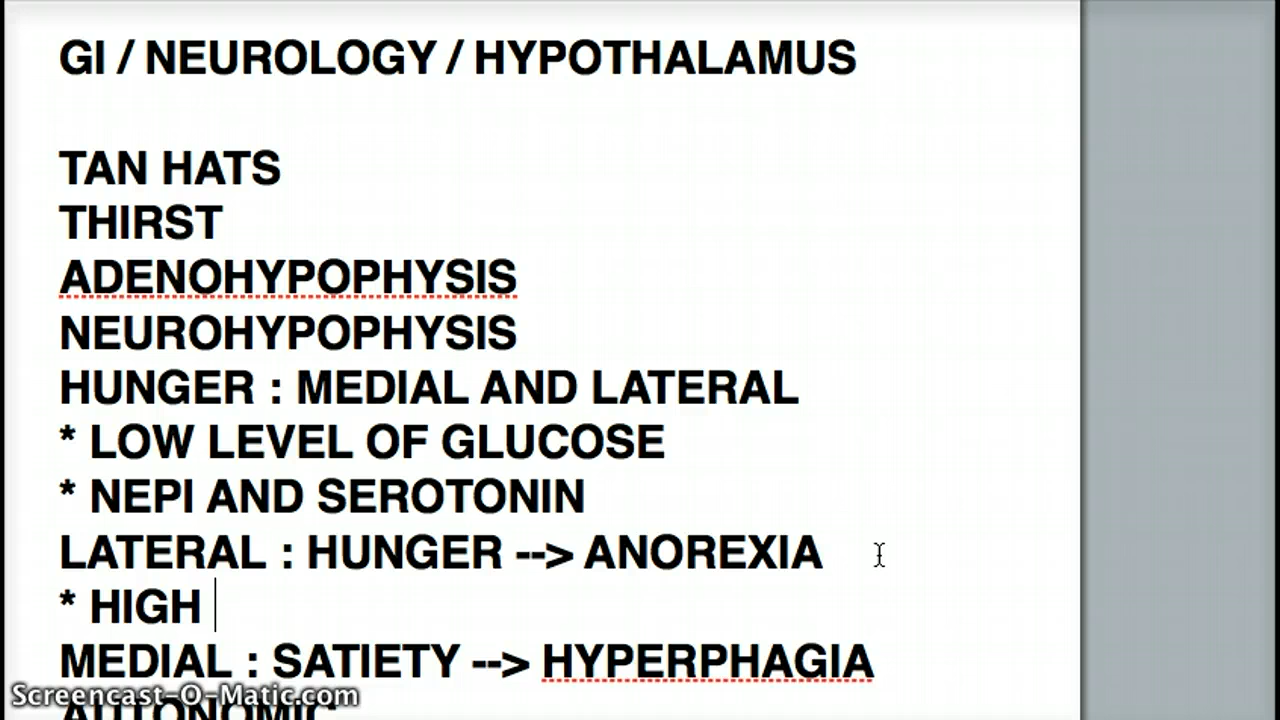 GI / NEUROLOGY / HYPOTHALAMUS
TAN HATS
THIRST
ADENOHYPOPHYSIS
NEUROHYPOPHYSIS
HUNGER : MEDIAL AND LATERAL
* LOW LEVEL OF GLUCOSE
* NEPI AND SEROTONIN
LATERAL : HUNGER --> ANOREXIA
* HIGH
MEDIAL : SATIETY --> HYPERPHAGIA
Screencast-O-Matic.com
AUTONOMIC